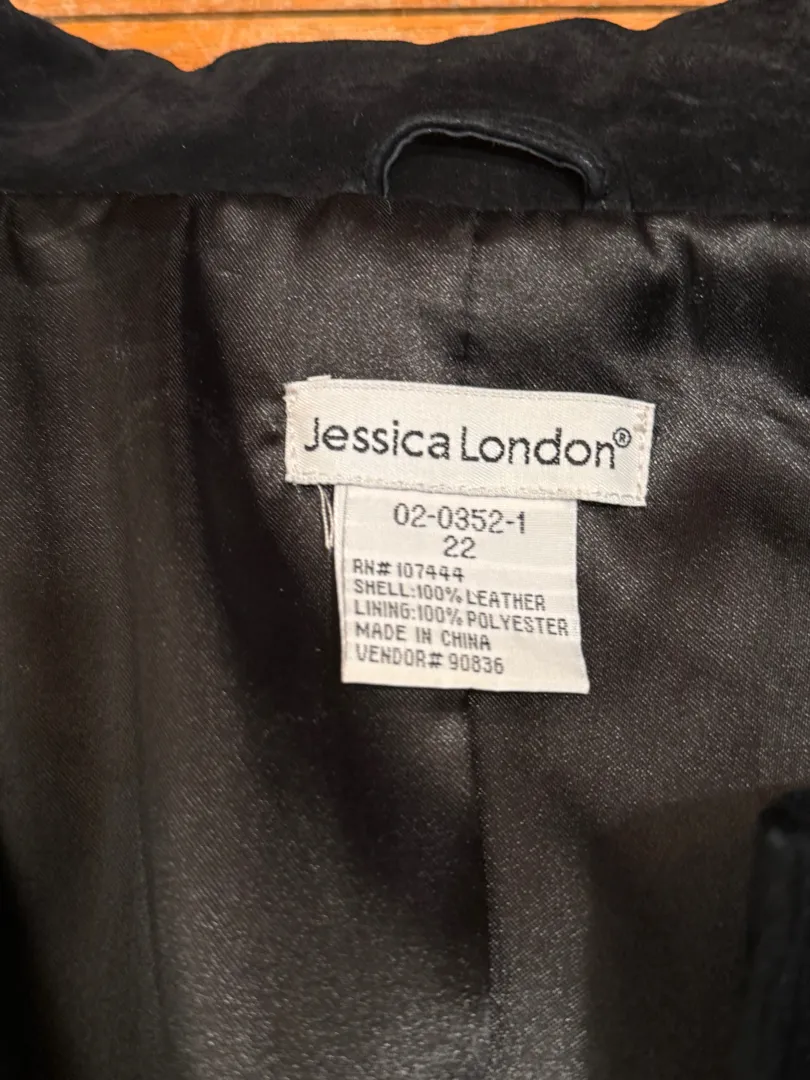 Jessica London®
02-0352-1
22
RN# 107444
SHELL:100% LEATHER
LINING:100% POLYESTER
MADE IN CHINA
VENDOR# 90836